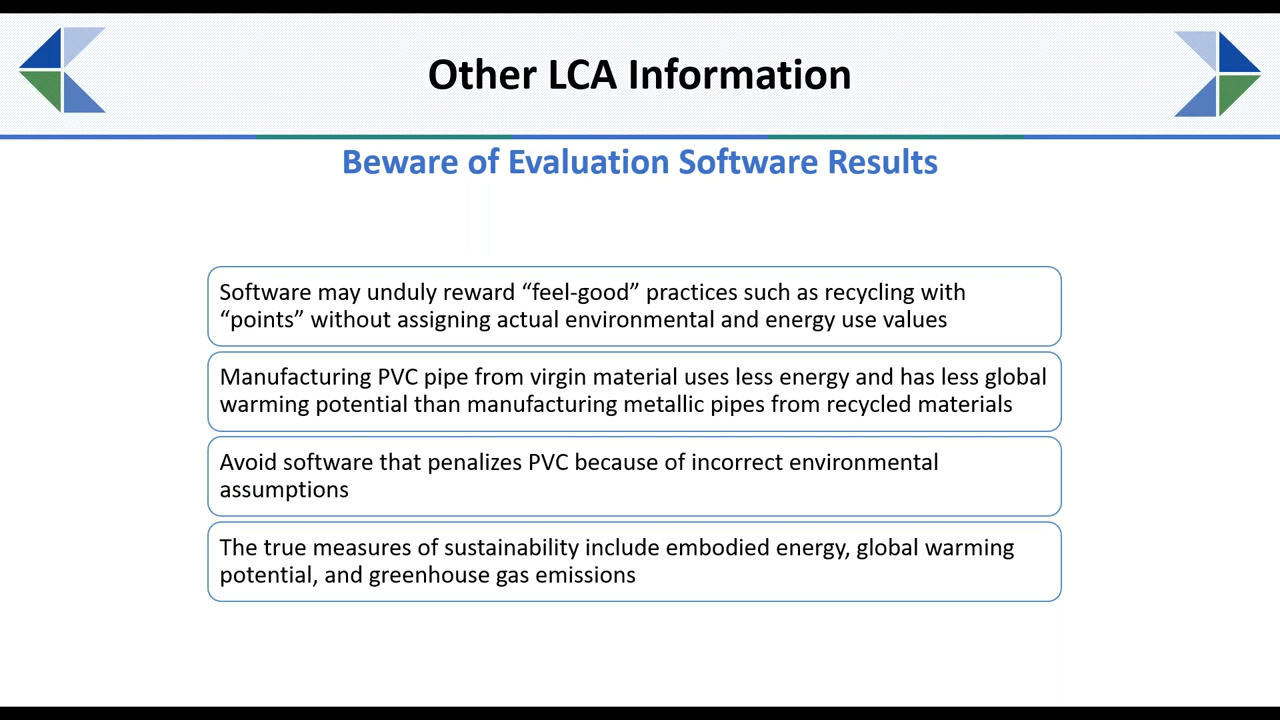 Other LCA Information
Beware of Evaluation Software Results
Software may unduly reward “feel-good” practices such as recycling with
“points” without assigning actual environmental and energy use values
Manufacturing PVC pipe from virgin material uses less energy and has less global
warming potential than manufacturing metallic pipes from recycled materials
Avoid software that penalizes PVC because of incorrect environmental
assumptions
The true measures of sustainability include embodied energy, global warming
potential, and greenhouse gas emissions